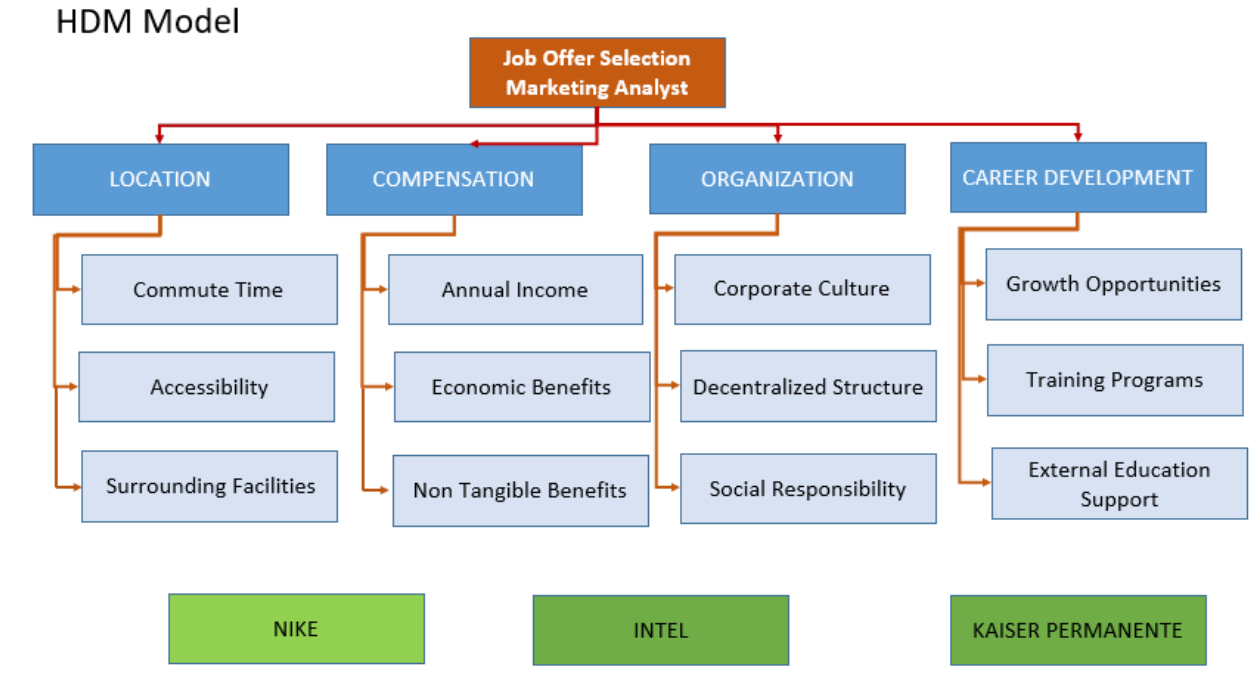 HDM Model
Job Offer Selection
Marketing Analyst
LOCATION
COMPENSATION
ORGANIZATION
CAREER DEVELOPMENT
Commute Time
Annual Income
Corporate Culture
Growth Opportunities
Accessibility
Economic Benefits
Decentralized Structure
Training Programs
Surrounding Facilities
Non Tangible Benefits
Social Responsibility
External Education
Support
NIKE
INTEL
KAISER PERMANENTE